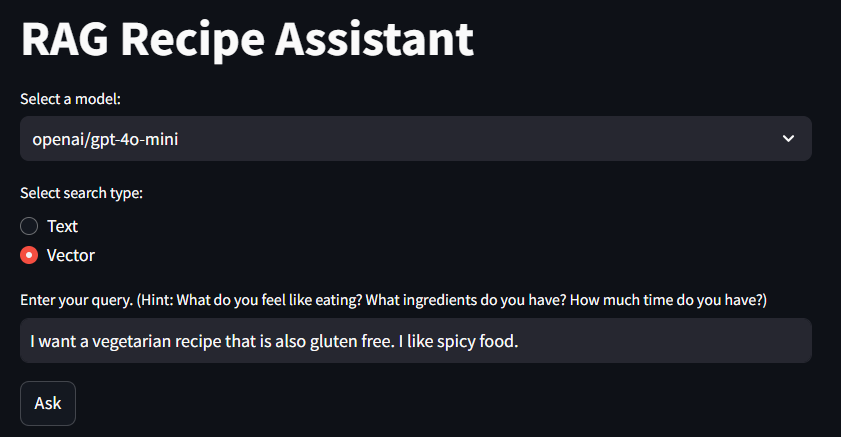 RAG Recipe Assistant
Select a model:
openai/gpt-4o-mini
Select search type:
Text
Vector
Enter your query. (Hint: What do you feel like eating? What ingredients do you have? How much time do you have?)
I want a vegetarian recipe that is also gluten free. I like spicy food.
Ask